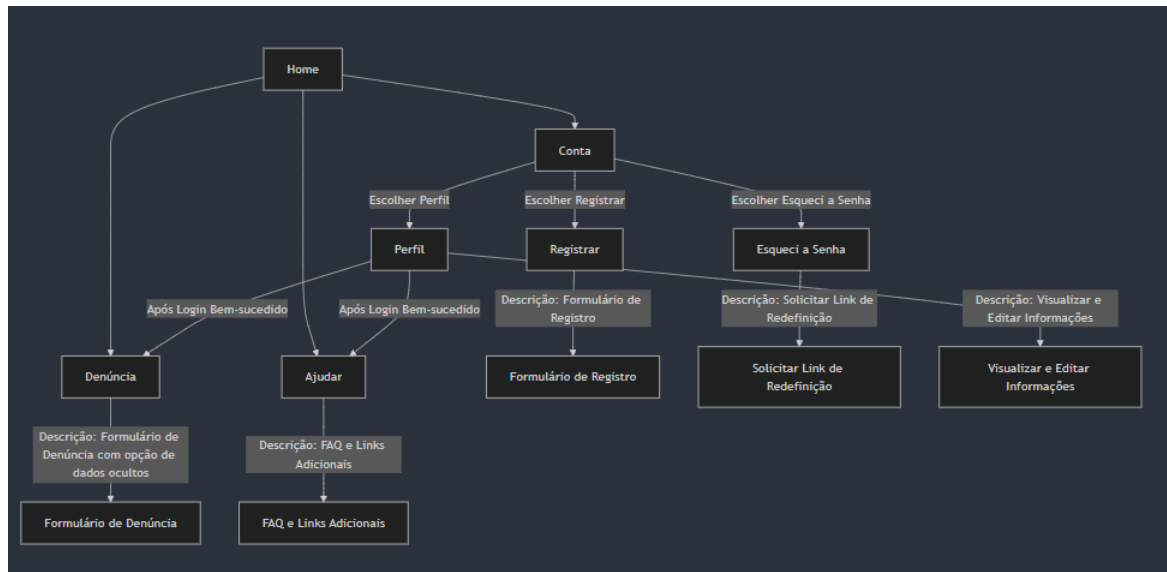 Home
Conta
Escolher Perfil
Escolher Registrar
Escolher Esqueci a Senha
Perfil
Registrar
Esqueci a Senha
Após Login Bem-sucedido
Após Login Bem-sucedido
Descrição: Formulário de
Registro
Descrição: Solicitar Link de
Redefinição
Descrição: Visualizar e
Editar Informações
Denúncia
Ajudar
Formulário de Registro
Solicitar Link de
Redefinição
Visualizar e Editar
Informações
Descrição: Formulário de
Denúncia com opção de
dados ocultos
Descrição: FAQ e Links
Adicionais
Formulário de Denúncia
FAQ e Links Adicionais